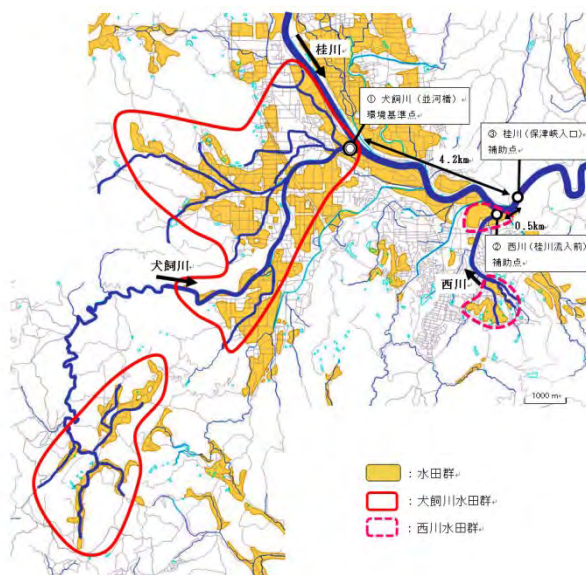 桂川
① 犬飼川（並河橋）
環境基準点
③ 桂川（保津峡入口）
補助点
4.2km
0.5km
② 西川（桂川流入前）
補助点
犬飼川
西川
1000 m
：水田群
：犬飼川水田群
：西川水田群